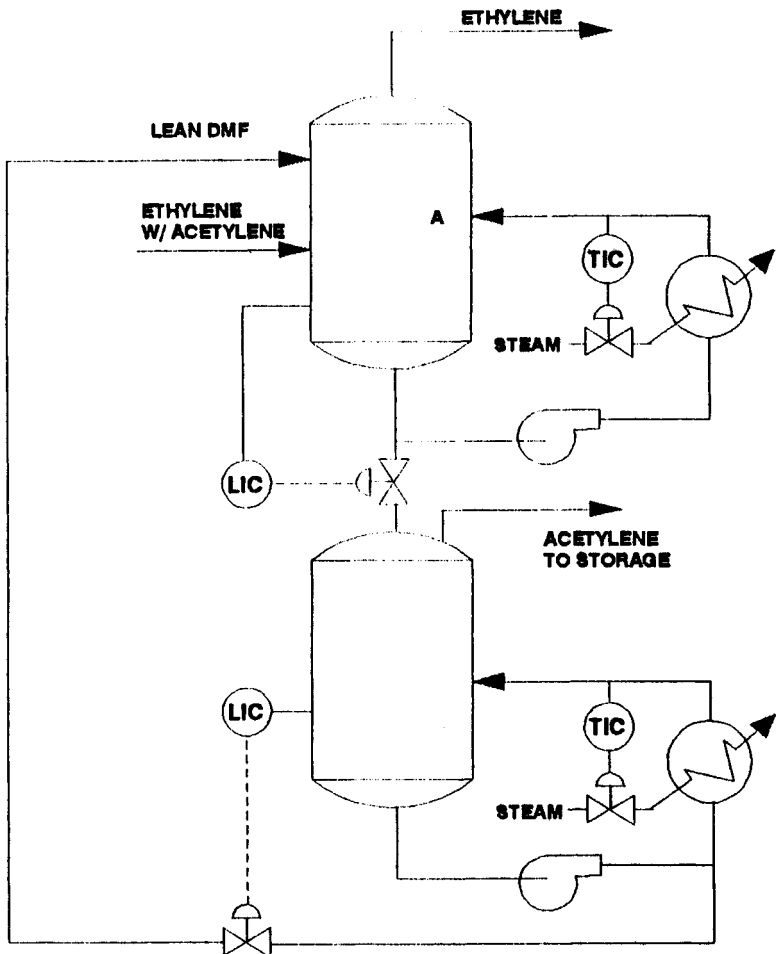 ETHYLENE
LEAN DMF
ETHYLENE
W/ ACETYLENE
A
TIC
STEAM
LIC
ACETYLENE
TO STORAGE
LIC
TIC
STEAM